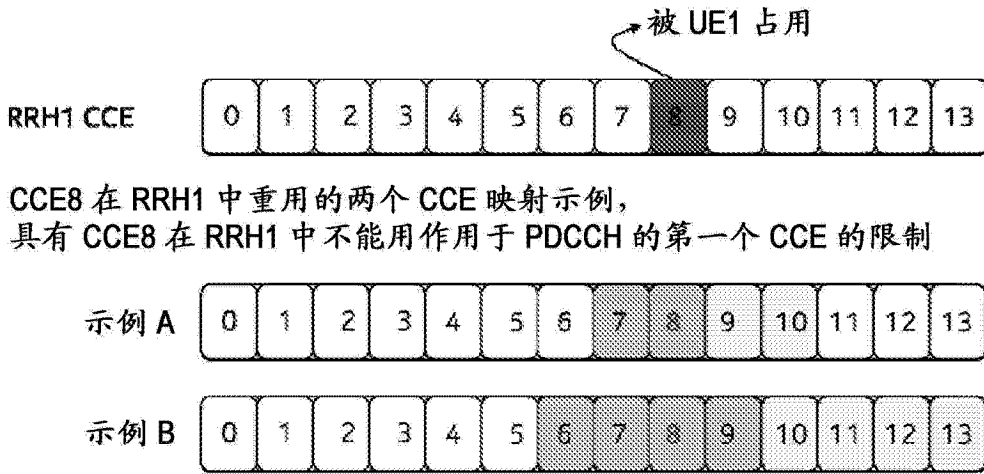 被 UE1 占用
RRH1 CCE 0 1 2 3 4 5 6 7 8 9 10 11 12 13
CCE8 在 RRH1 中重用的两个 CCE 映射示例，
具有 CCE8 在 RRH1 中不能用作用于 PDCCH 的第一个 CCE 的限制
示例 A 0 1 2 3 4 5 6 7 8 9 10 11 12 13
示例 B 0 1 2 3 4 5 6 7 8 9 10 11 12 13